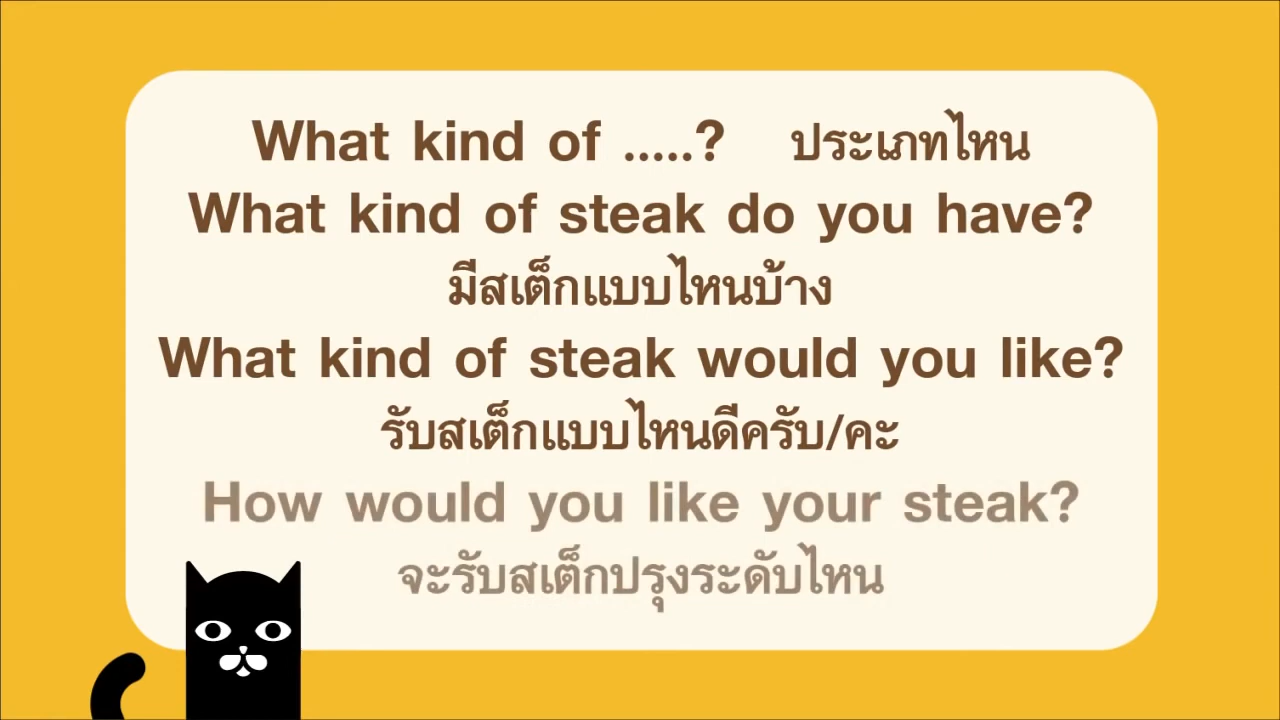 What kind of .....? ประเภทไหน
What kind of steak do you have?
มีสเต็กแบบไหนบ้าง
What kind of steak would you like?
รับสเต็กแบบไหนดีครับ/คะ
How would you like your steak?
จะรับสเต็กปรุงระดับไหน